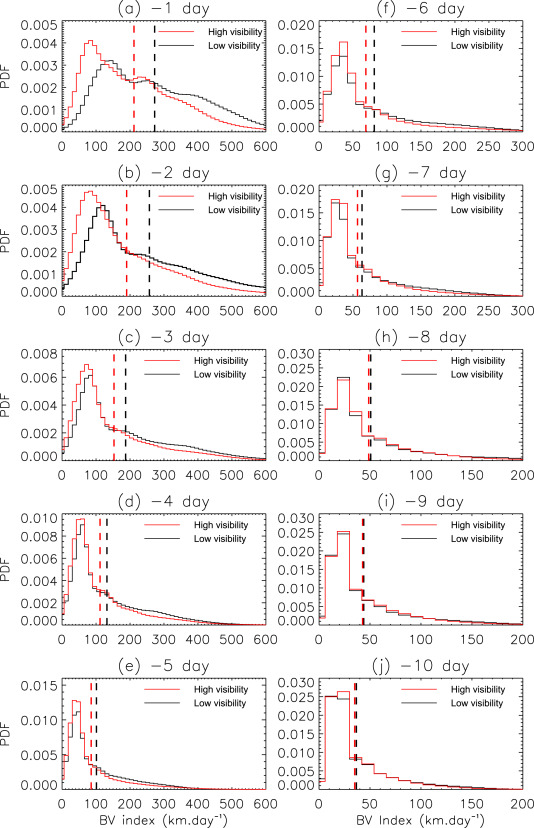 (a) −1 day
PDF
0.005
0.004
0.003
0.002
0.001
0.000
High visibility
Low visibility
0 100 200 300 400 500 600
(b) −2 day
PDF
0.005
0.004
0.003
0.002
0.001
0.000
High visibility
Low visibility
0 100 200 300 400 500 600
(c) −3 day
PDF
0.008
0.006
0.004
0.002
0.000
High visibility
Low visibility
0 100 200 300 400 500 600
(d) −4 day
PDF
0.010
0.008
0.006
0.004
0.002
0.000
High visibility
Low visibility
0 100 200 300 400 500 600
(e) −5 day
PDF
0.015
0.010
0.005
0.000
High visibility
Low visibility
0 100 200 300 400 500 600
BV index (km.day⁻¹)
(f) −6 day
0.020
0.015
0.010
0.005
0.000
High visibility
Low visibility
0 50 100 150 200 250 300
(g) −7 day
0.020
0.015
0.010
0.005
0.000
High visibility
Low visibility
0 50 100 150 200 250 300
(h) −8 day
0.030
0.025
0.020
0.015
0.010
0.005
0.000
High visibility
Low visibility
0 50 100 150 200
(i) −9 day
0.030
0.025
0.020
0.015
0.010
0.005
0.000
High visibility
Low visibility
0 50 100 150 200
(j) −10 day
0.030
0.025
0.020
0.015
0.010
0.005
0.000
High visibility
Low visibility
0 50 100 150 200
BV Index (km.day⁻¹)